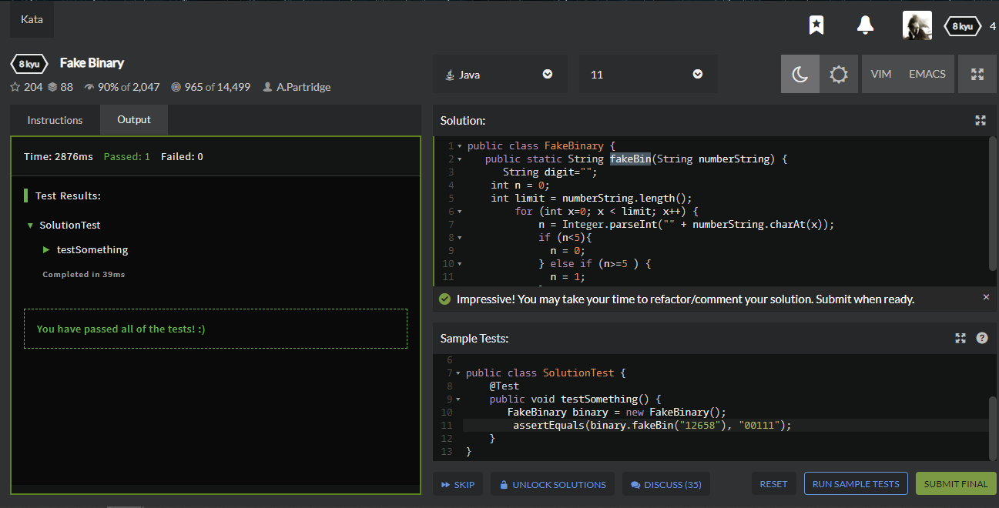 Kata
8 kyu 4
8 kyu Fake Binary
204 88 90% of 2,047 965 of 14,499 A.Partridge
Java
11
VIM EMACS
Instructions Output
Time: 2876ms Passed: 1 Failed: 0
Test Results:
SolutionTest
testSomething
Completed in 39ms
You have passed all of the tests! :)
Solution:
1 public class FakeBinary {
2 public static String fakeBin(String numberString) {
3 String digit="";
4 int n = 0;
5 int limit = numberString.length();
6 for (int x=0; x < limit; x++) {
7 n = Integer.parseInt("" + numberString.charAt(x));
8 if (n<5){
9 n = 0;
10 } else if (n>=5 ) {
11 n = 1;
Impressive! You may take your time to refactor/comment your solution. Submit when ready.
Sample Tests:
6
7 public class SolutionTest {
8 @Test
9 public void testSomething() {
10 FakeBinary binary = new FakeBinary();
11 assertEquals(binary.fakeBin("12658"), "00111");
12 }
13 }
SKIP UNLOCK SOLUTIONS DISCUSS (35) RESET RUN SAMPLE TESTS SUBMIT FINAL